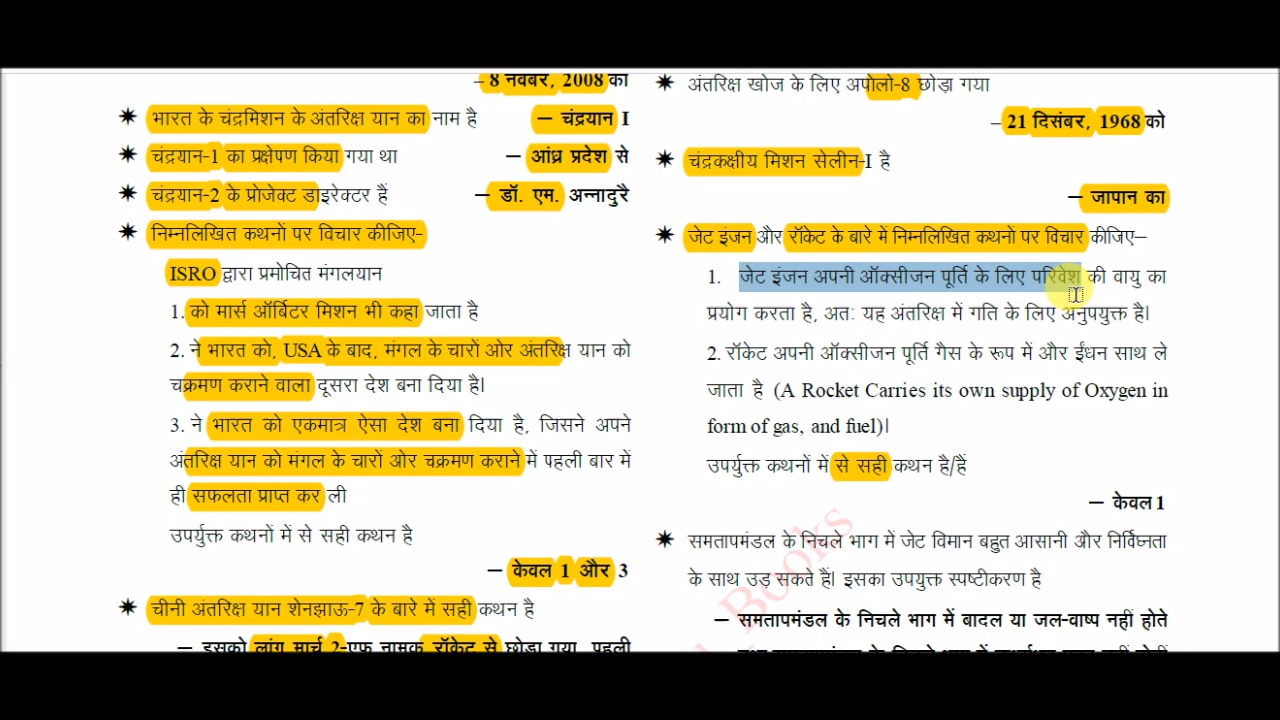 – 8 नवंबर, 2008 को
✷ भारत के चंद्रमिशन के अंतरिक्ष यान का नाम है – चंद्रयान I
✷ चंद्रयान-1 का प्रक्षेपण किया गया था – आंध्र प्रदेश से
✷ चंद्रयान-2 के प्रोजेक्ट डाइरेक्टर हैं – डॉ. एम. अन्नादुरै
✷ निम्नलिखित कथनों पर विचार कीजिए-
ISRO द्वारा प्रमोचित मंगलयान
1. को मार्स ऑर्बिटर मिशन भी कहा जाता है
2. ने भारत को, USA के बाद, मंगल के चारों ओर अंतरिक्ष यान को
चक्रमण कराने वाला दूसरा देश बना दिया है।
3. ने भारत को एकमात्र ऐसा देश बना दिया है, जिसने अपने
अंतरिक्ष यान को मंगल के चारों ओर चक्रमण कराने में पहली बार में
ही सफलता प्राप्त कर ली
उपर्युक्त कथनों में से सही कथन है
– केवल 1 और 3
✷ चीनी अंतरिक्ष यान शेनझाऊ-7 के बारे में सही कथन है
– इसको लांग मार्च 2-एफ नामक रॉकेट से छोड़ा गया, पहली
✷ अंतरिक्ष खोज के लिए अपोलो-8 छोड़ा गया
– 21 दिसंबर, 1968 को
✷ चंद्रकक्षीय मिशन सेलीन-I है
– जापान का
✷ जेट इंजन और रॉकेट के बारे में निम्नलिखित कथनों पर विचार कीजिए–
1. जेट इंजन अपनी ऑक्सीजन पूर्ति के लिए परिवेश की वायु का
प्रयोग करता है, अतः यह अंतरिक्ष में गति के लिए अनुपयुक्त है।
2. रॉकेट अपनी ऑक्सीजन पूर्ति गैस के रूप में और ईंधन साथ ले
जाता है (A Rocket Carries its own supply of Oxygen in
form of gas, and fuel)।
उपर्युक्त कथनों में से सही कथन है/हैं
– केवल 1
✷ समतापमंडल के निचले भाग में जेट विमान बहुत आसानी और निर्विघ्नता
के साथ उड़ सकते हैं। इसका उपयुक्त स्पष्टीकरण है
– समतापमंडल के निचले भाग में बादल या जल-वाष्प नहीं होते
Books